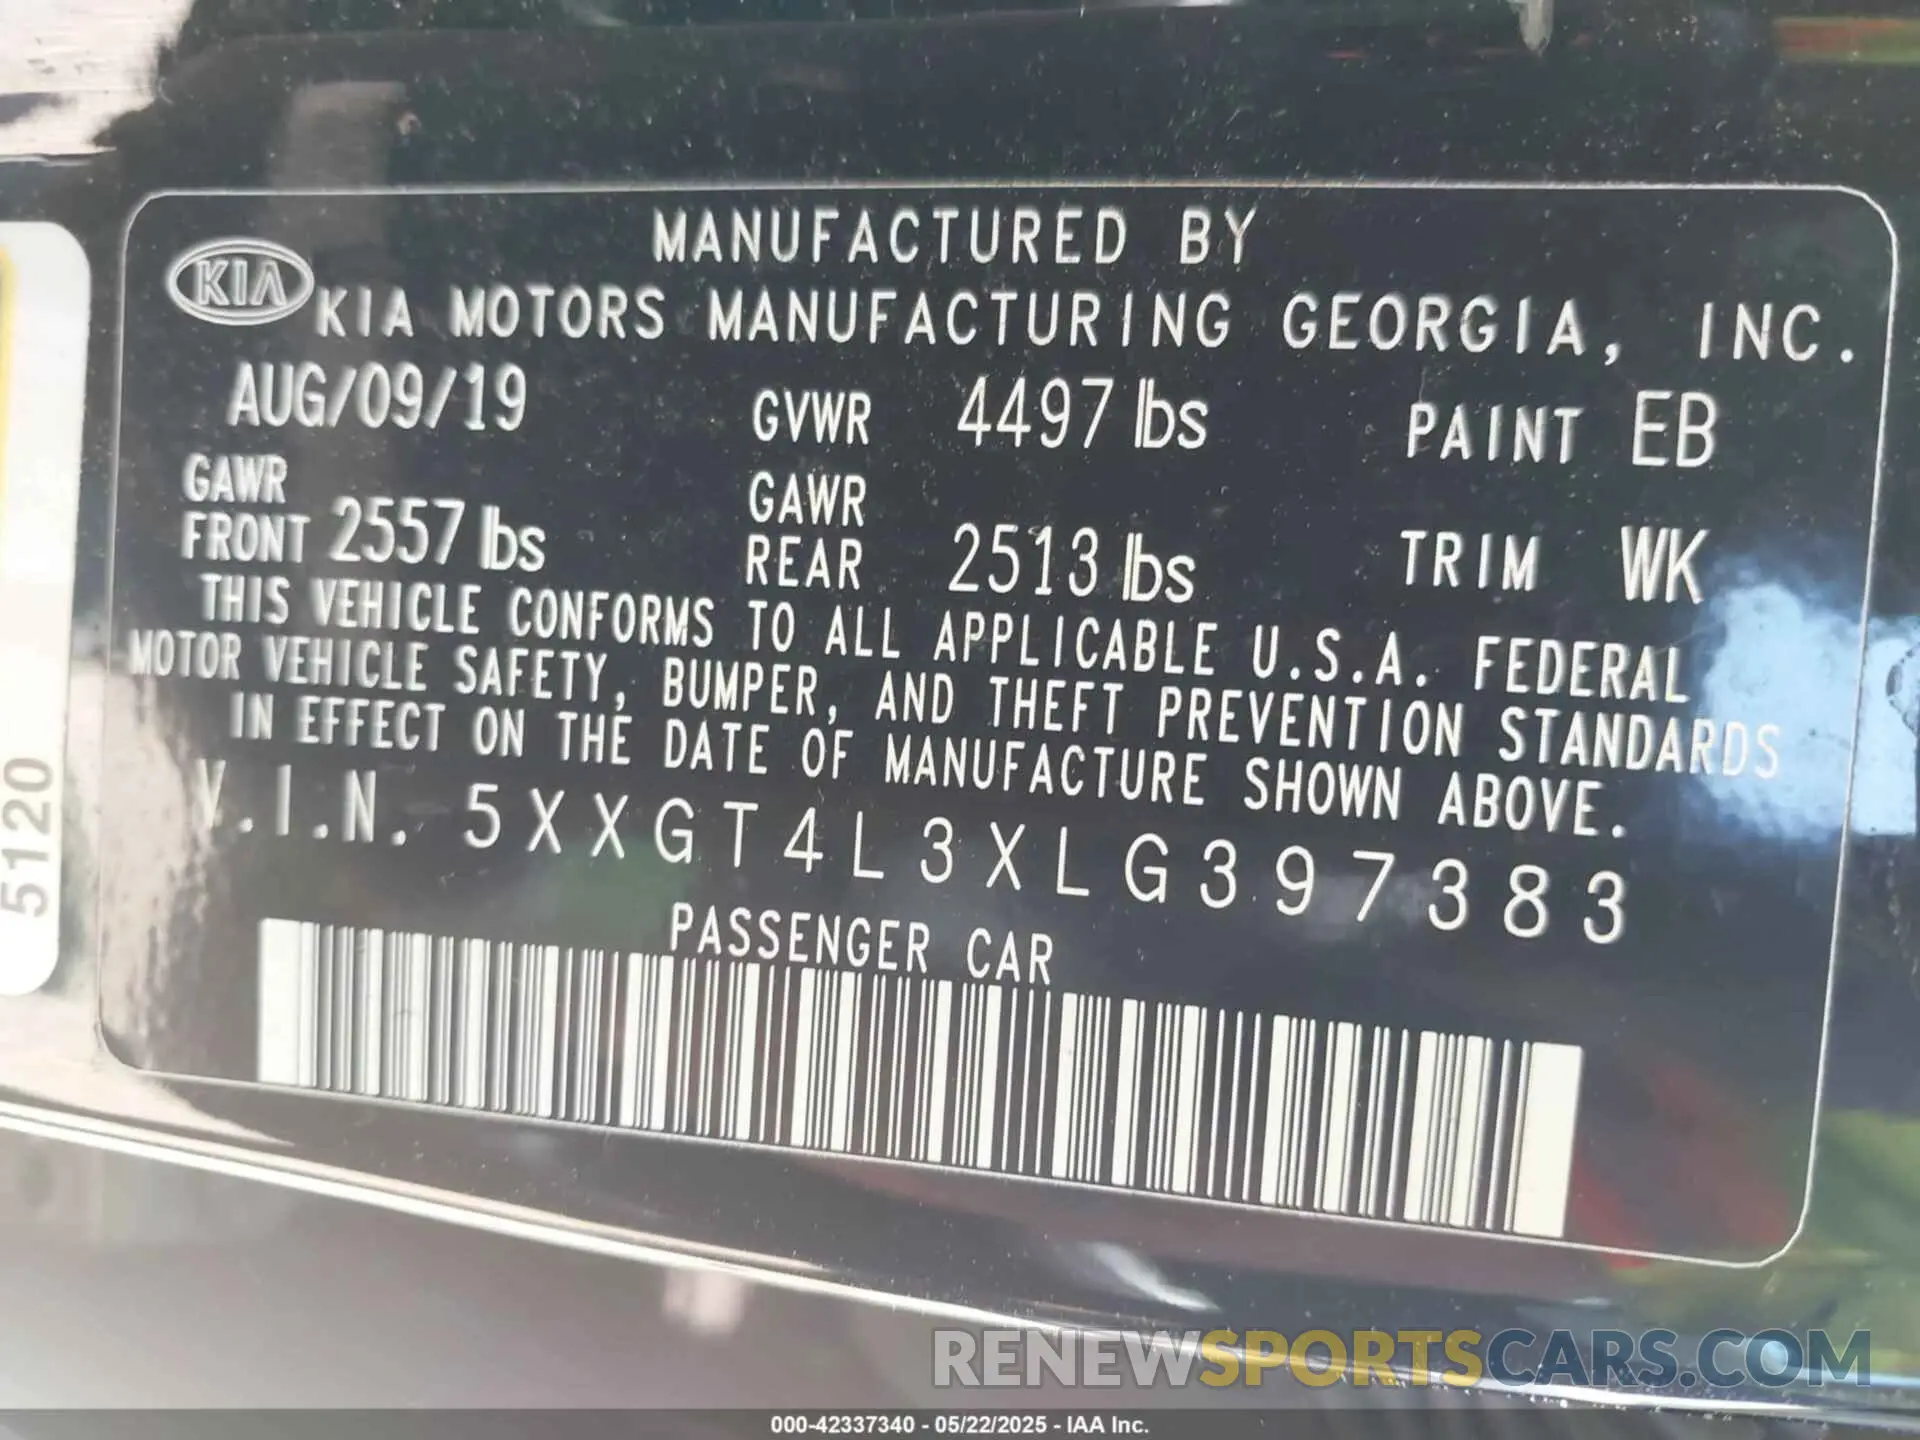 MANUFACTURED BY
KIA KIA MOTORS MANUFACTURING GEORGIA, INC.
AUG/09/19 GVWR 4497 lbs PAINT EB
GAWR FRONT 2557 lbs GAWR REAR 2513 lbs TRIM WK
THIS VEHICLE CONFORMS TO ALL APPLICABLE U.S.A. FEDERAL
MOTOR VEHICLE SAFETY, BUMPER, AND THEFT PREVENTION STANDARDS
IN EFFECT ON THE DATE OF MANUFACTURE SHOWN ABOVE.
V.I.N. 5XXGT4L3XLG397383
PASSENGER CAR
5120
RENEWSPORTSCARS.COM
000-42337340 - 05/22/2025 - IAA Inc.